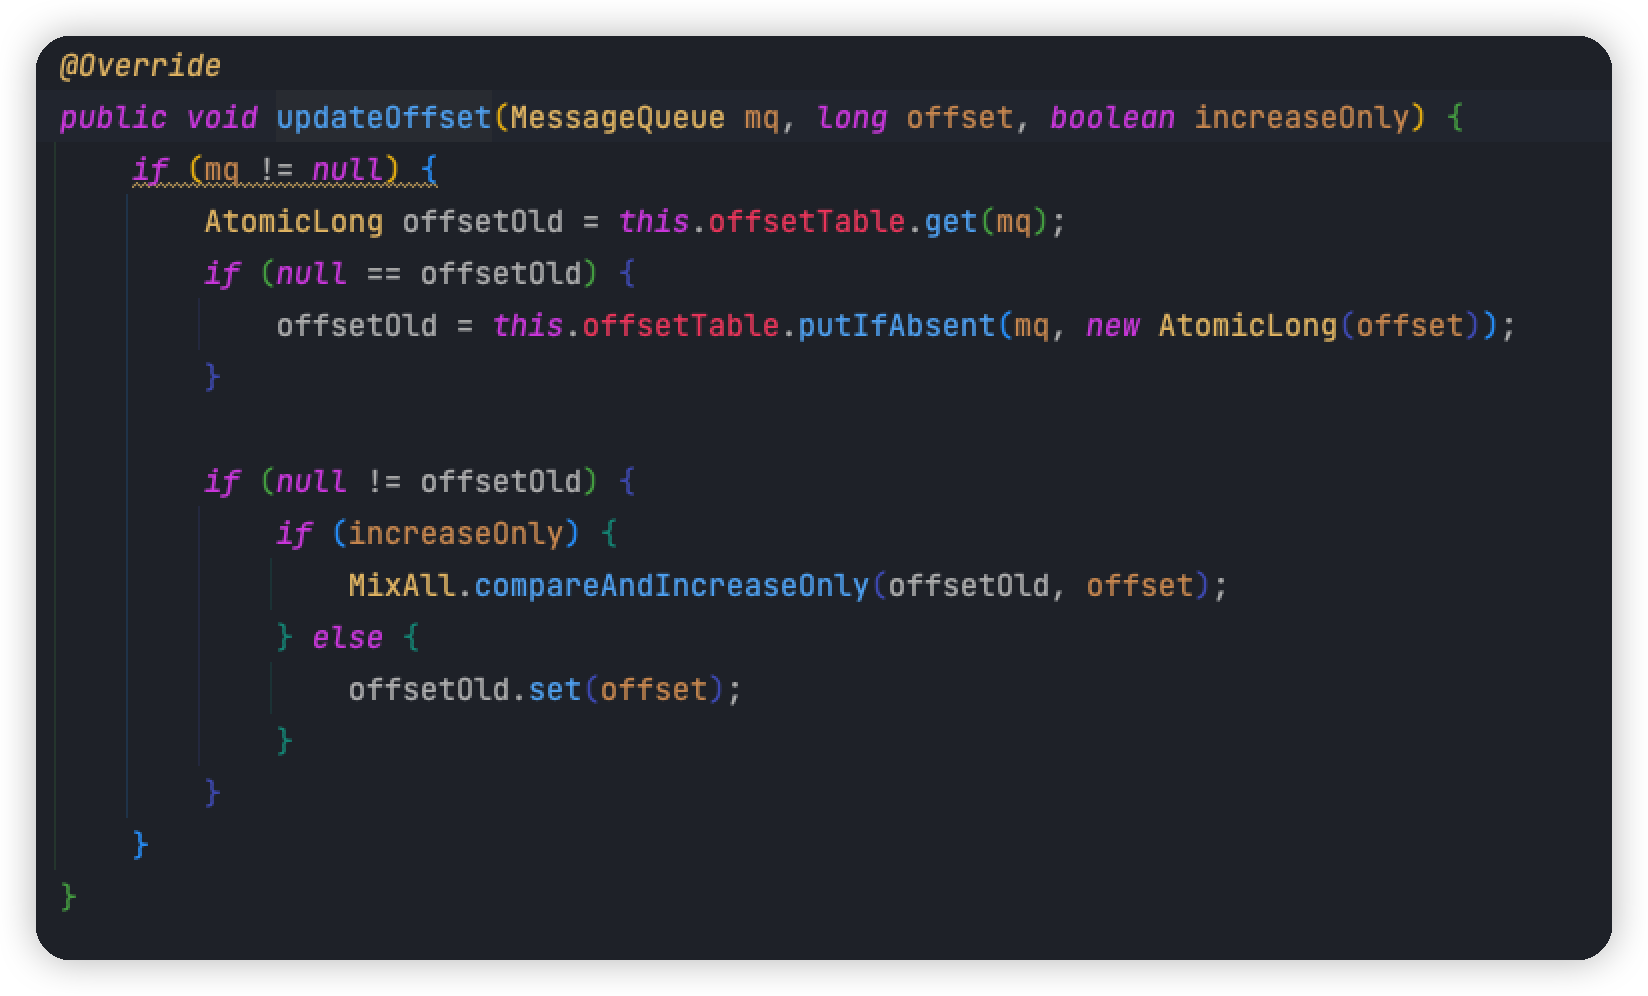 @Override
public void updateOffset(MessageQueue mq, long offset, boolean increaseOnly) {
    if (mq != null) {
        AtomicLong offsetOld = this.offsetTable.get(mq);
        if (null == offsetOld) {
            offsetOld = this.offsetTable.putIfAbsent(mq, new AtomicLong(offset));
        }

        if (null != offsetOld) {
            if (increaseOnly) {
                MixAll.compareAndIncreaseOnly(offsetOld, offset);
            } else {
                offsetOld.set(offset);
            }
        }
    }
}